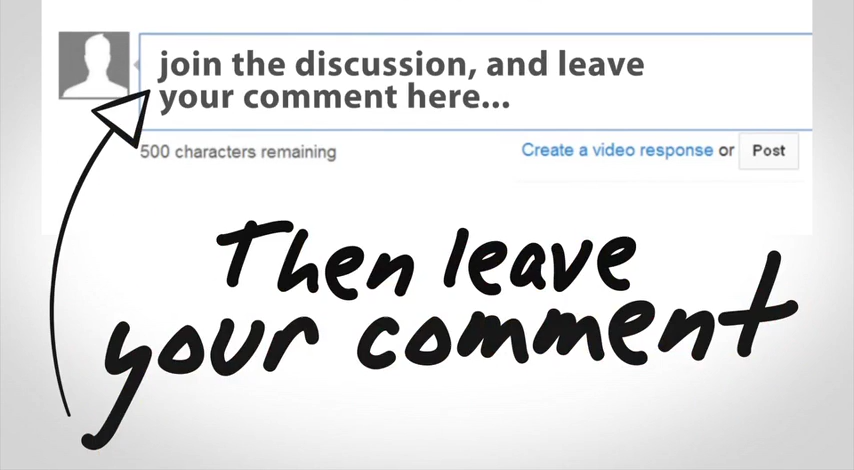 join the discussion, and leave
your comment here...
500 characters remaining
Create a video response or Post
Then leave
your comment